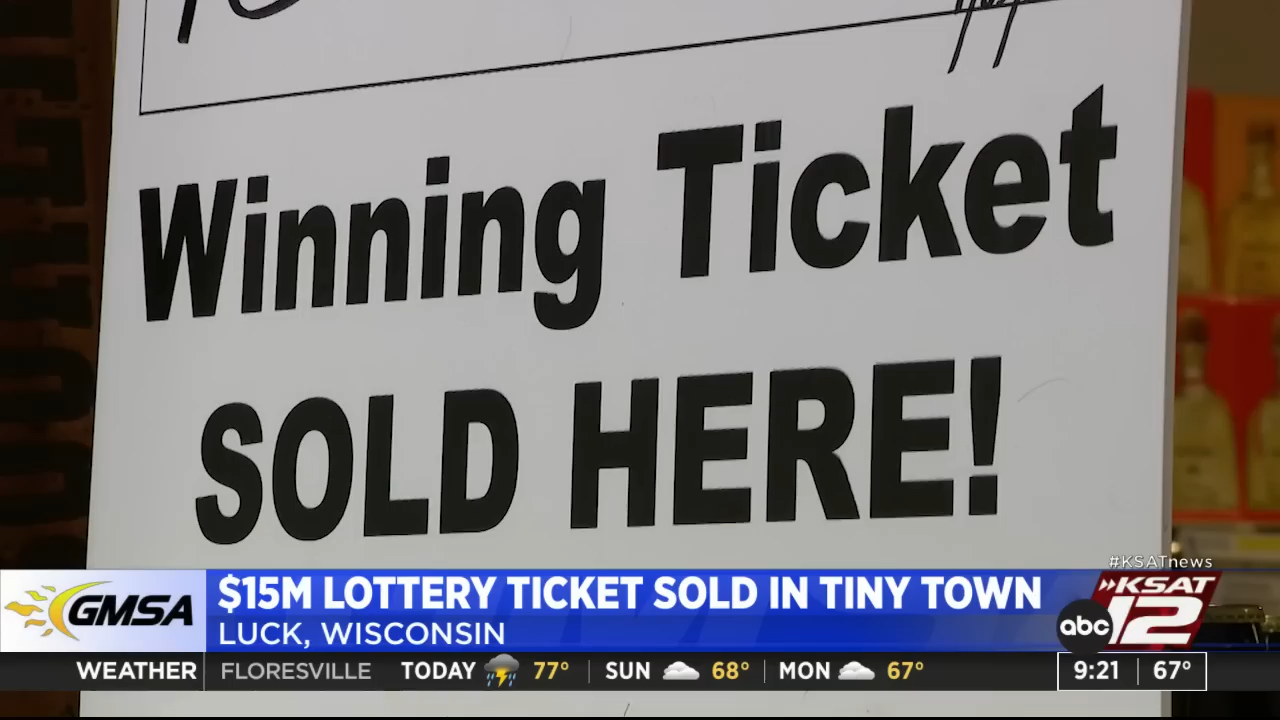 Winning Ticket
SOLD HERE!
#KSATnews
GMSA
$15M LOTTERY TICKET SOLD IN TINY TOWN
LUCK, WISCONSIN
abc KSAT 12
WEATHER FLORESVILLE TODAY 77° SUN 68° MON 67° 9:21 67°